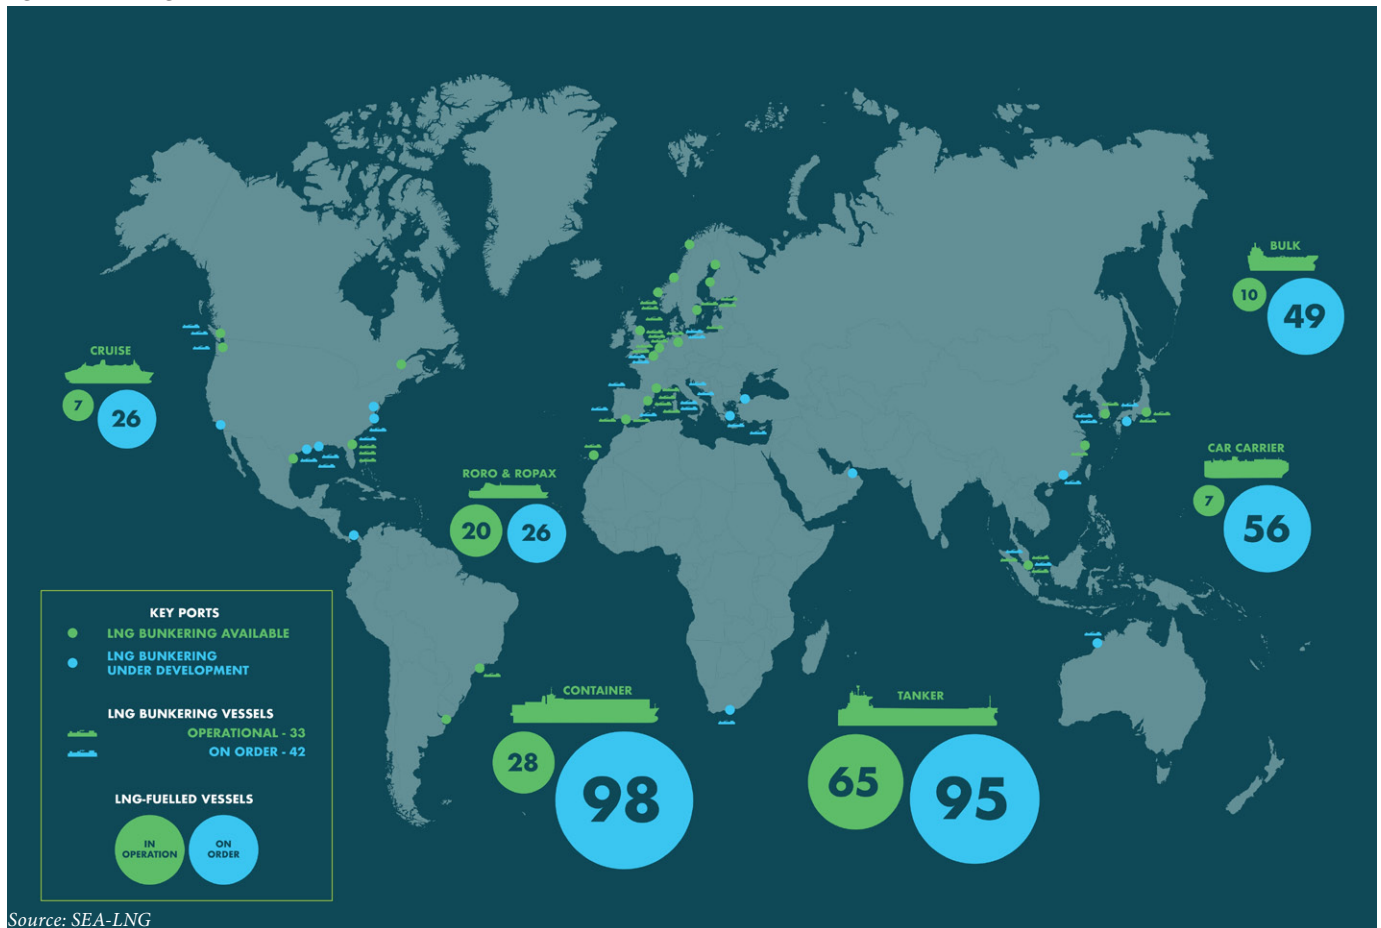 BULK
10
49
CRUISE
7
26
CAR CARRIER
7
56
RORO & ROPAX
20
26
KEY PORTS
LNG BUNKERING AVAILABLE
LNG BUNKERING
UNDER DEVELOPMENT
LNG BUNKERING VESSELS
OPERATIONAL - 33
ON ORDER - 42
LNG-FUELLED VESSELS
IN
OPERATION
ON
ORDER
CONTAINER
28
98
TANKER
65
95
Source: SEA-LNG